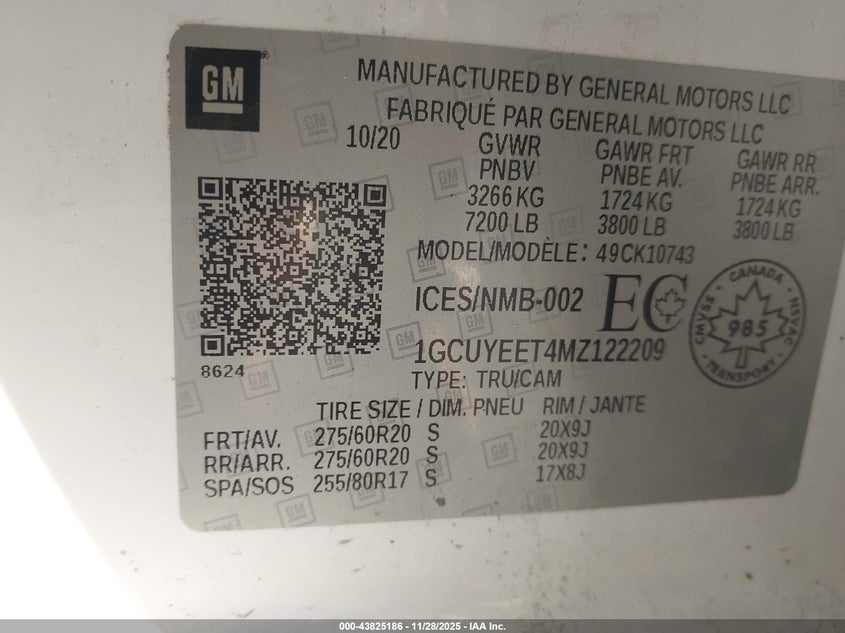 GM
MANUFACTURED BY GENERAL MOTORS LLC
FABRIQUÉ PAR GENERAL MOTORS LLC
10/20 GVWR GAWR FRT GAWR RR
PNBV PNBE AV. PNBE ARR.
3266 KG 1724 KG 1724 KG
7200 LB 3800 LB 3800 LB
MODEL/MODÈLE: 49CK10743
ICES/NMB-002 EC
CANADA CMVSS NSVAC 985 TRANSPORT
1GCUYEET4MZ122209
8624
TYPE: TRU/CAM
TIRE SIZE / DIM. PNEU RIM / JANTE
FRT/AV. 275/60R20 S 20X9J
RR/ARR. 275/60R20 S 20X9J
SPA/SOS 255/80R17 S 17X8J
000-43825186 | 11/28/2025 - IAA Inc.